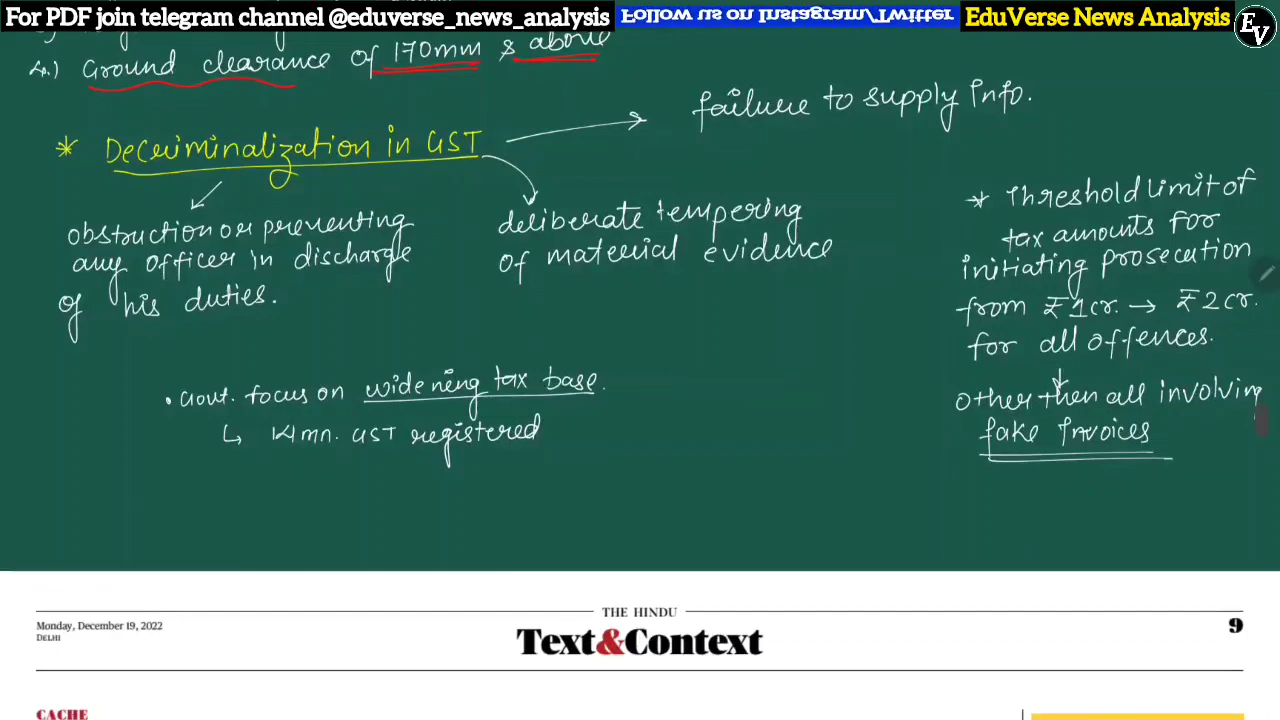 For PDF join telegram channel @eduverse_news_analysis
Follow us on Instagram/Twitter
EduVerse News Analysis
EV
4.) Ground clearance of 170mm & above
* Decriminalization in GST
failure to supply info.
obstruction or preventing
any officer in discharge
of his duties.
deliberate tempering
of material evidence
* Threshold limit of
tax amounts for
initiating prosecution
from ₹1cr. → ₹2cr.
for all offences.
other then all involving
fake invoices
• Govt. focus on widening tax base.
↳ 14mn. GST registered
THE HINDU
Monday, December 19, 2022
DELHI
Text&Context
9
CACHE